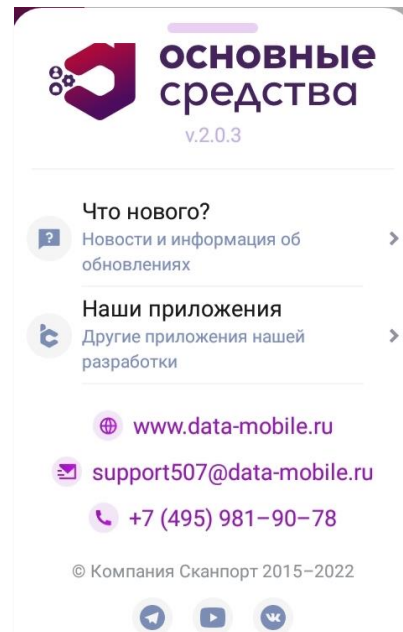 основные
средства
v.2.0.3
Что нового?
Новости и информация об
обновлениях
Наши приложения
Другие приложения нашей
разработки
www.data-mobile.ru
support507@data-mobile.ru
+7 (495) 981–90–78
© Компания Сканпорт 2015–2022